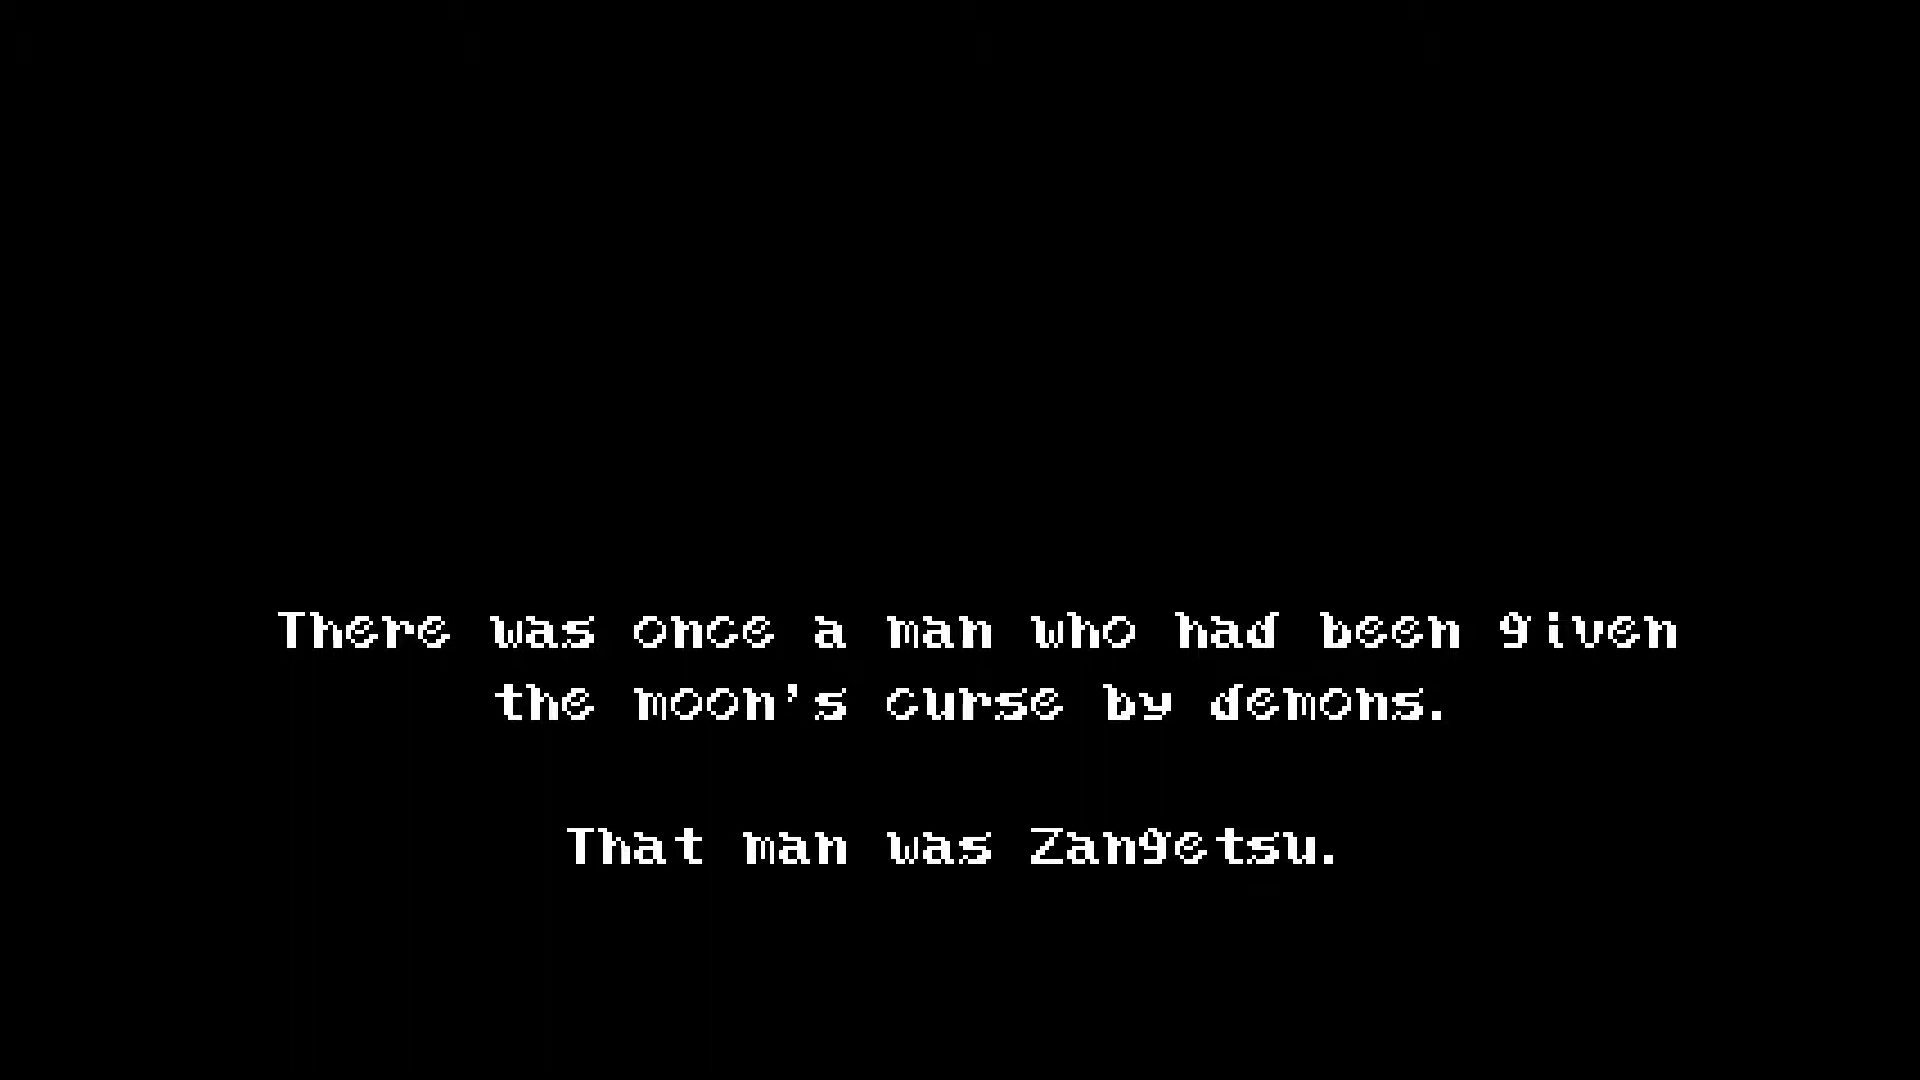 There was once a man who had been given
the moon's curse by demons.
That man was Zangetsu.